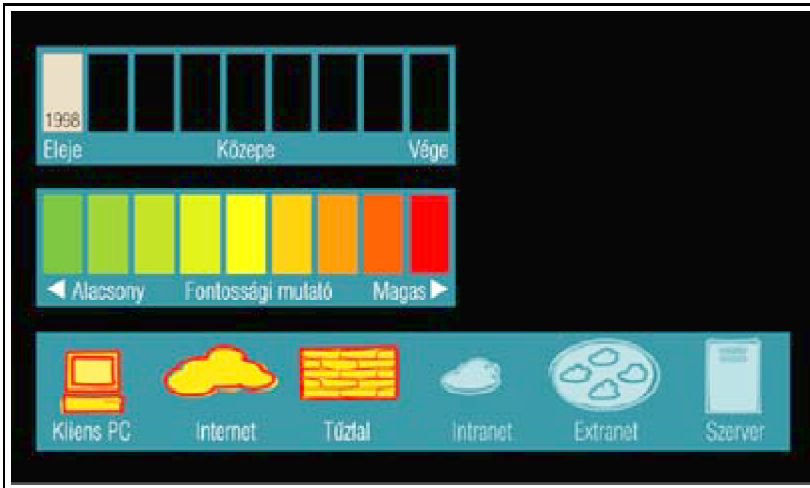 1998
Eleje Közepe Vége
Alacsony Fontossági mutató Magas
Kliens PC Internet Tűzfal Intranet Extranet Szerver